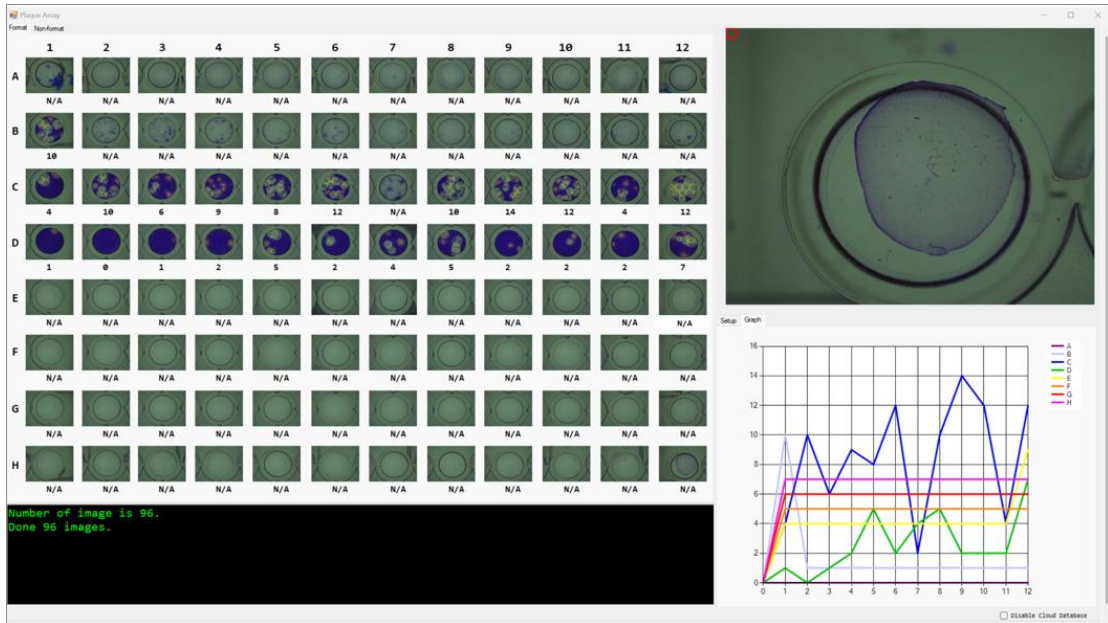 Plaque Assay
Format Non-format
1 2 3 4 5 6 7 8 9 10 11 12
A
N/A N/A N/A N/A N/A N/A N/A N/A N/A N/A N/A N/A
B
10 N/A N/A N/A N/A N/A N/A N/A N/A N/A N/A N/A
C
4 10 6 9 8 12 N/A 10 14 12 4 12
D
1 0 1 2 5 2 4 5 2 2 2 7
E
N/A N/A N/A N/A N/A N/A N/A N/A N/A N/A N/A N/A
F
N/A N/A N/A N/A N/A N/A N/A N/A N/A N/A N/A N/A
G
N/A N/A N/A N/A N/A N/A N/A N/A N/A N/A N/A N/A
H
N/A N/A N/A N/A N/A N/A N/A N/A N/A N/A N/A N/A
Number of image is 96.
Done 96 images.
Setup Graph
16
14
12
10
8
6
4
2
0
0 1 2 3 4 5 6 7 8 9 10 11 12
A
B
C
D
E
F
G
H
Disable Cloud Database